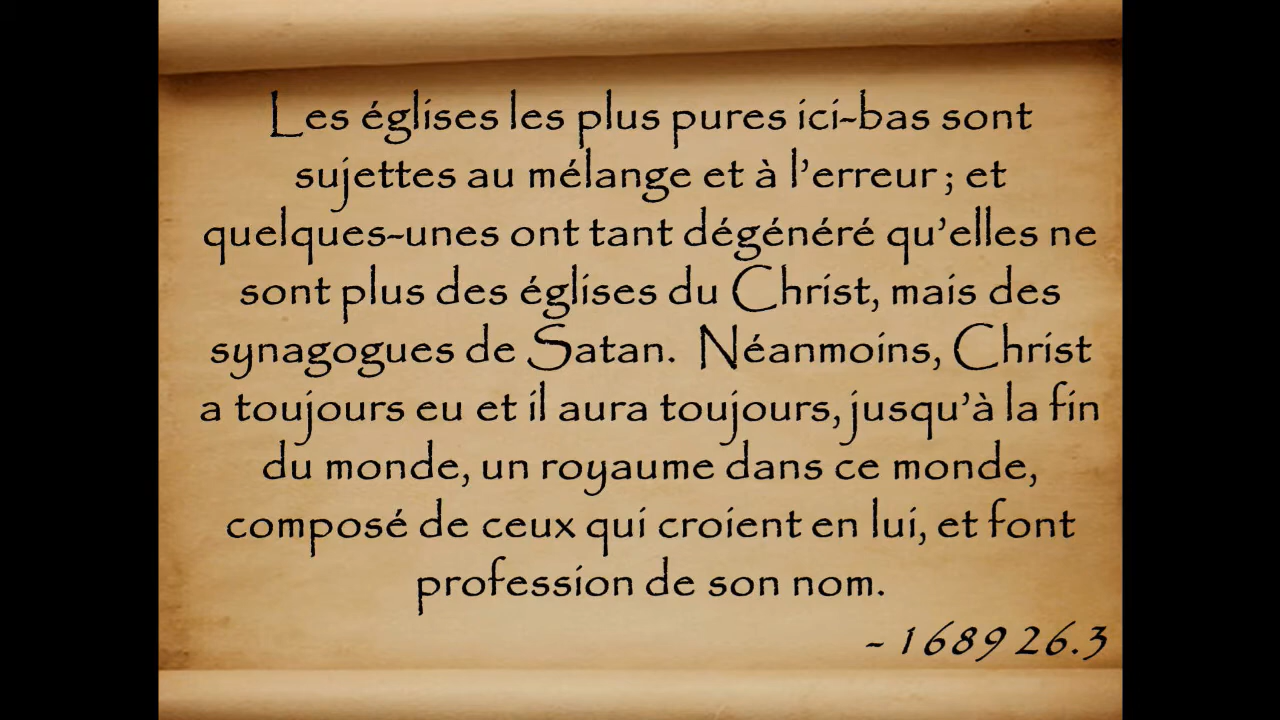 Les églises les plus pures ici-bas sont
sujettes au mélange et à l’erreur ; et
quelques-unes ont tant dégénéré qu’elles ne
sont plus des églises du Christ, mais des
synagogues de Satan.  Néanmoins, Christ
a toujours eu et il aura toujours, jusqu’à la fin
du monde, un royaume dans ce monde,
composé de ceux qui croient en lui, et font
profession de son nom.
- 1689 26.3